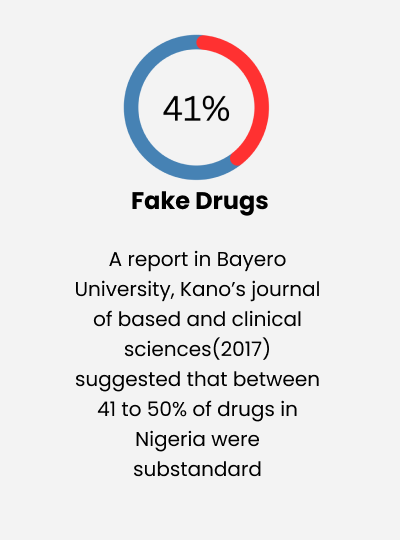 41%
Fake Drugs
A report in Bayero
University, Kano’s journal
of based and clinical
sciences(2017)
suggested that between
41 to 50% of drugs in
Nigeria were
substandard